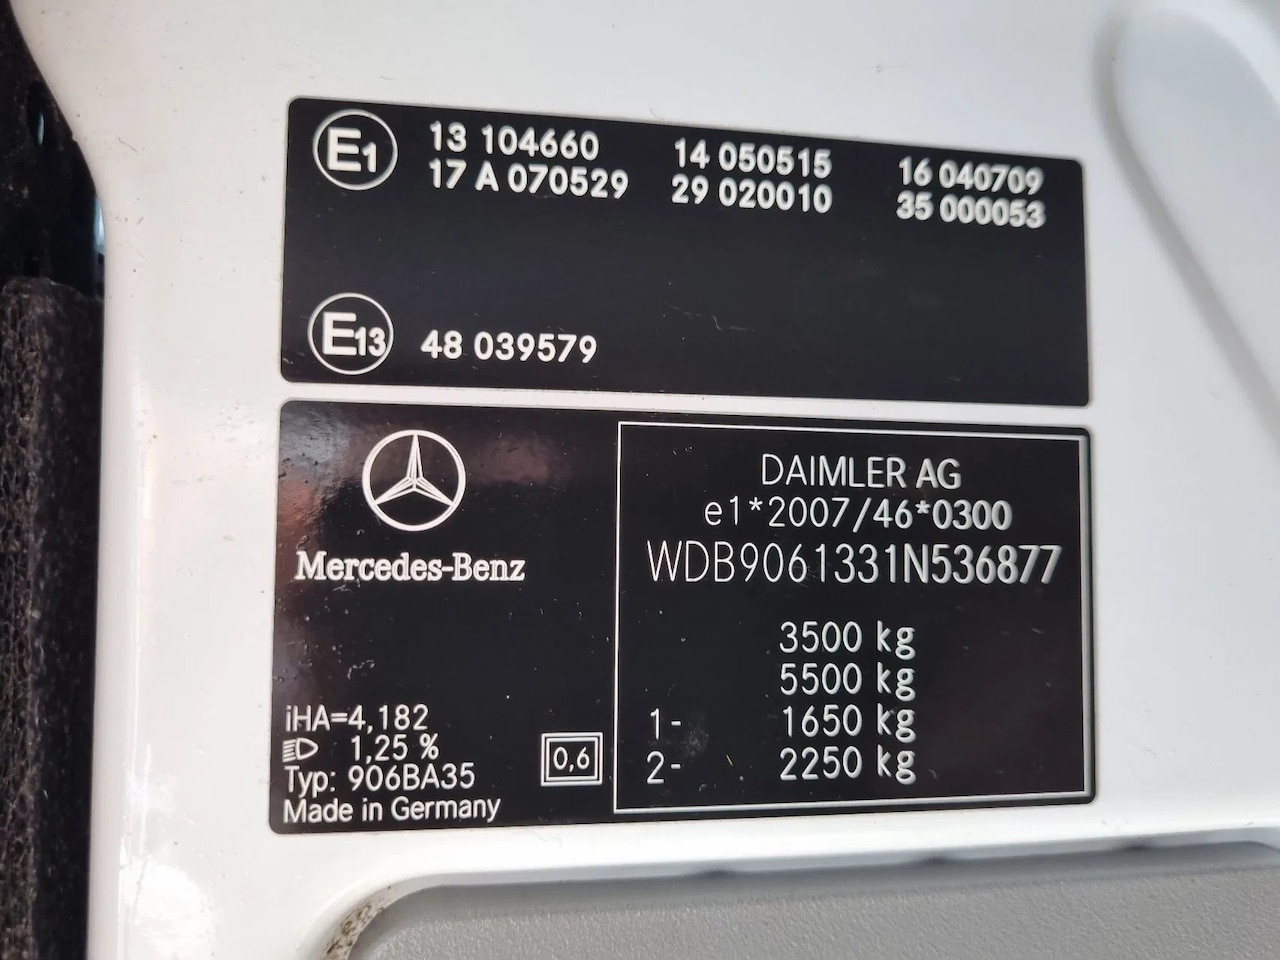 E1 13 104660 14 050515 16 040709
17 A 070529 29 020010 35 000053
E13 48 039579
Mercedes-Benz
iHA=4,182
1,25 %
Typ: 906BA35
Made in Germany
0,6
DAIMLER AG
e1*2007/46*0300
WDB9061331N536877
3500 kg
5500 kg
1- 1650 kg
2- 2250 kg